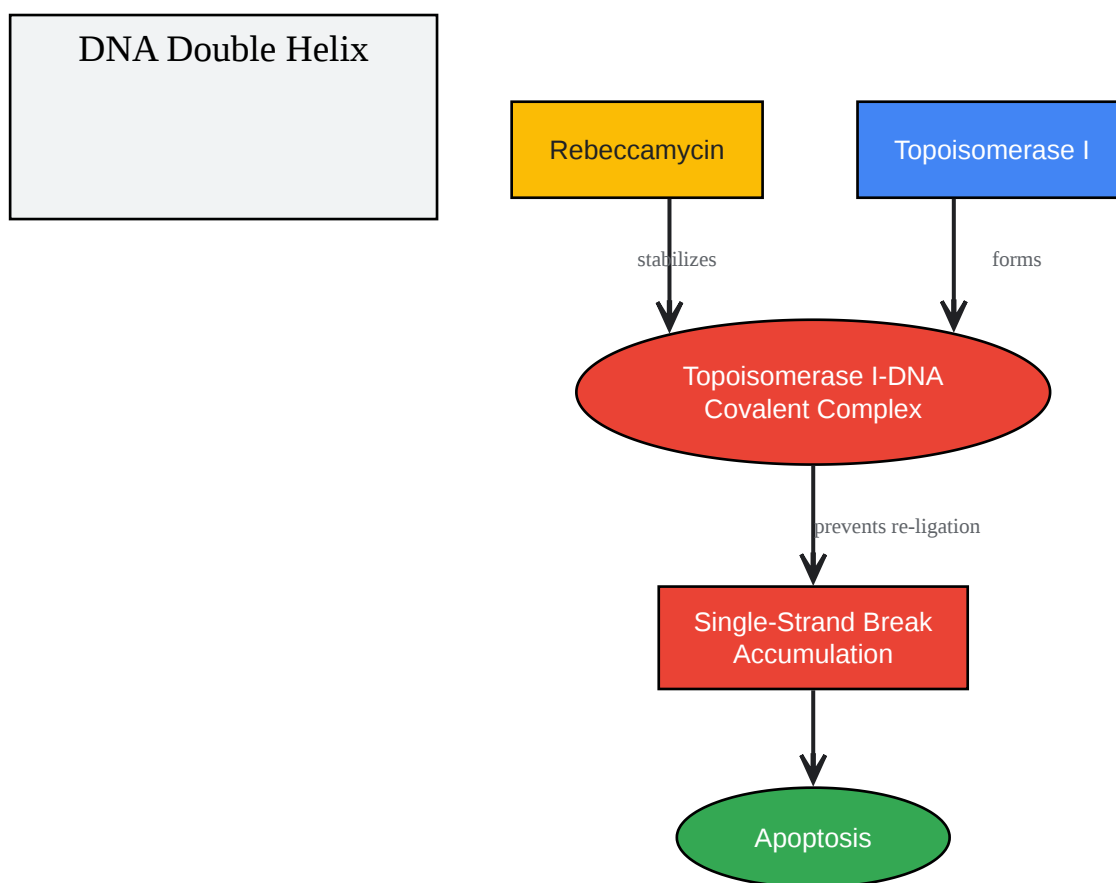 DNA Double Helix
Rebeccamycin
Topoisomerase I
stabilizes
forms
Topoisomerase I-DNA
Covalent Complex
prevents re-ligation
Single-Strand Break
Accumulation
Apoptosis